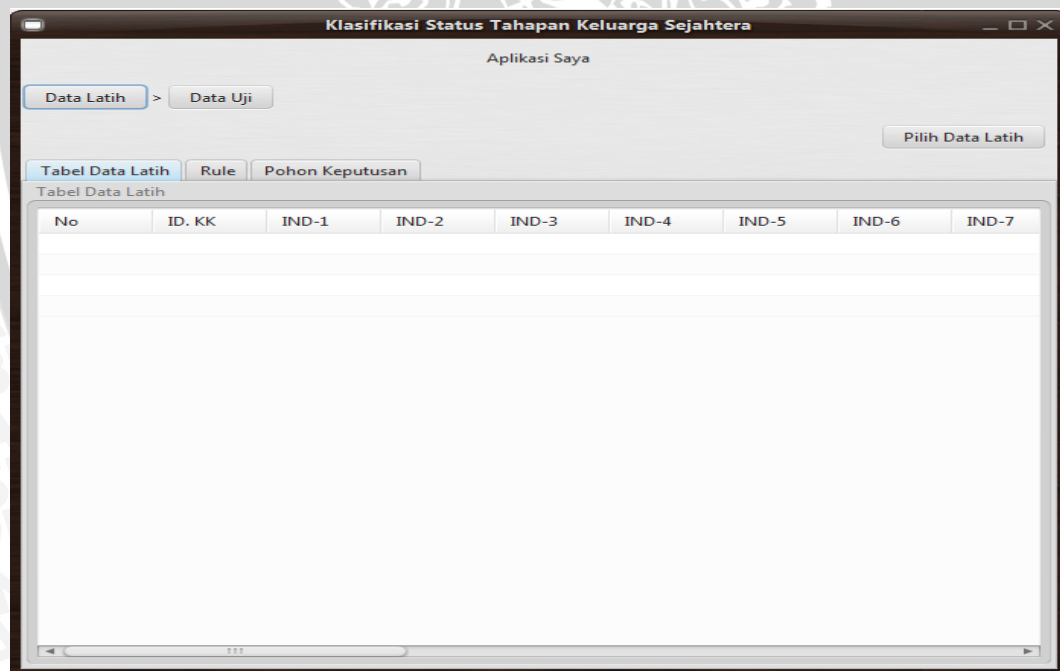 Klasifikasi Status Tahapan Keluarga Sejahtera
Aplikasi Saya
Data Latih > Data Uji
Pilih Data Latih
Tabel Data Latih Rule Pohon Keputusan
Tabel Data Latih
No ID. KK IND-1 IND-2 IND-3 IND-4 IND-5 IND-6 IND-7